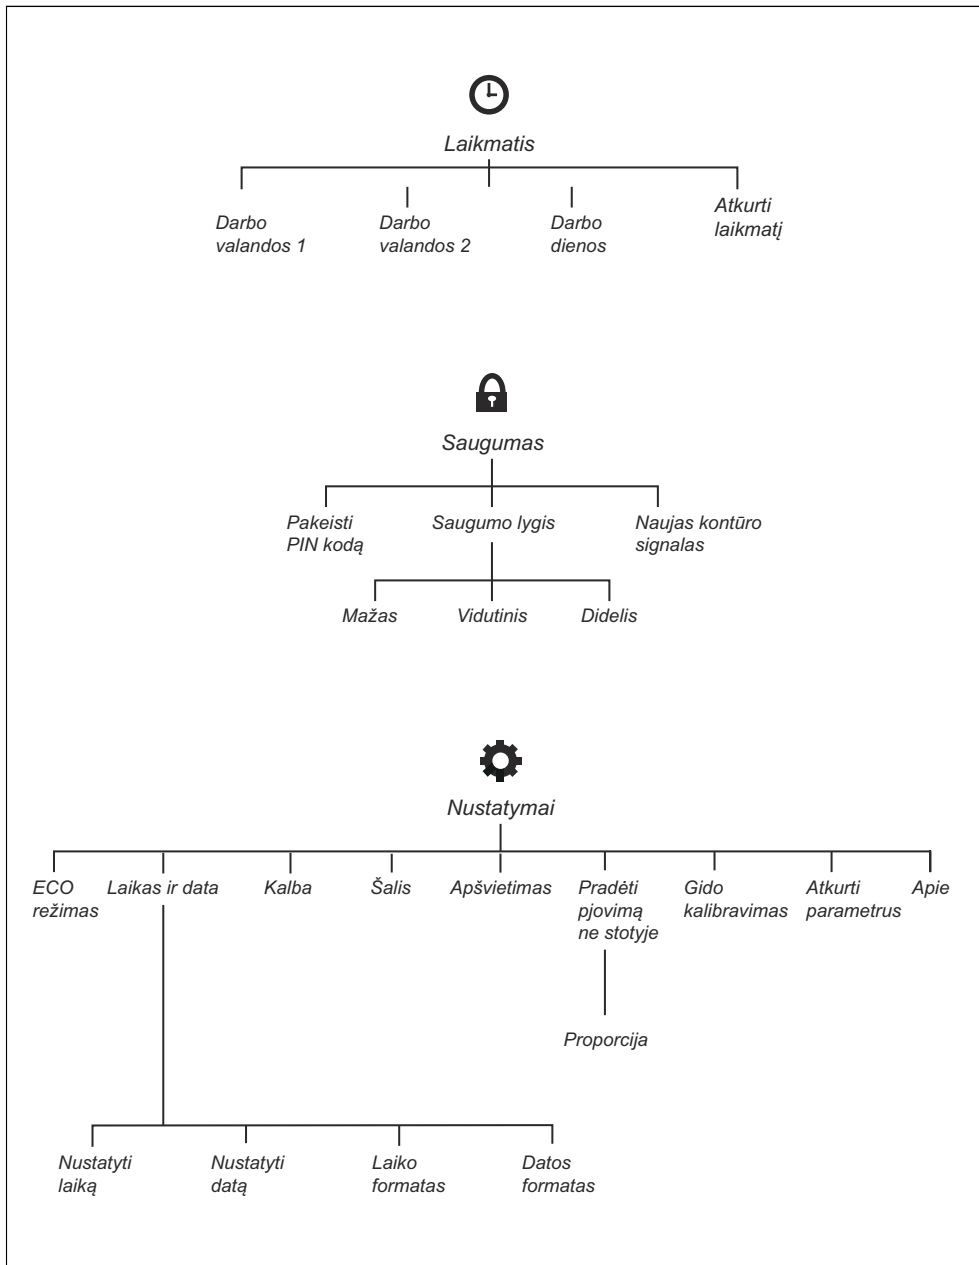 Laikmatis
Darbo
valandos 1
Darbo
valandos 2
Darbo
dienos
Atkurti
laikmatį
Saugumas
Pakeisti
PIN kodą
Saugumo lygis
Naujas kontūro
signalas
Mažas
Vidutinis
Didelis
Nustatymai
ECO
režimas
Laikas ir data
Kalba
Šalis
Apšvietimas
Pradėti
pjovimą
ne stotyje
Gido
kalibravimas
Atkurti
parametrus
Apie
Proporcija
Nustatyti
laiką
Nustatyti
datą
Laiko
formatas
Datos
formatas